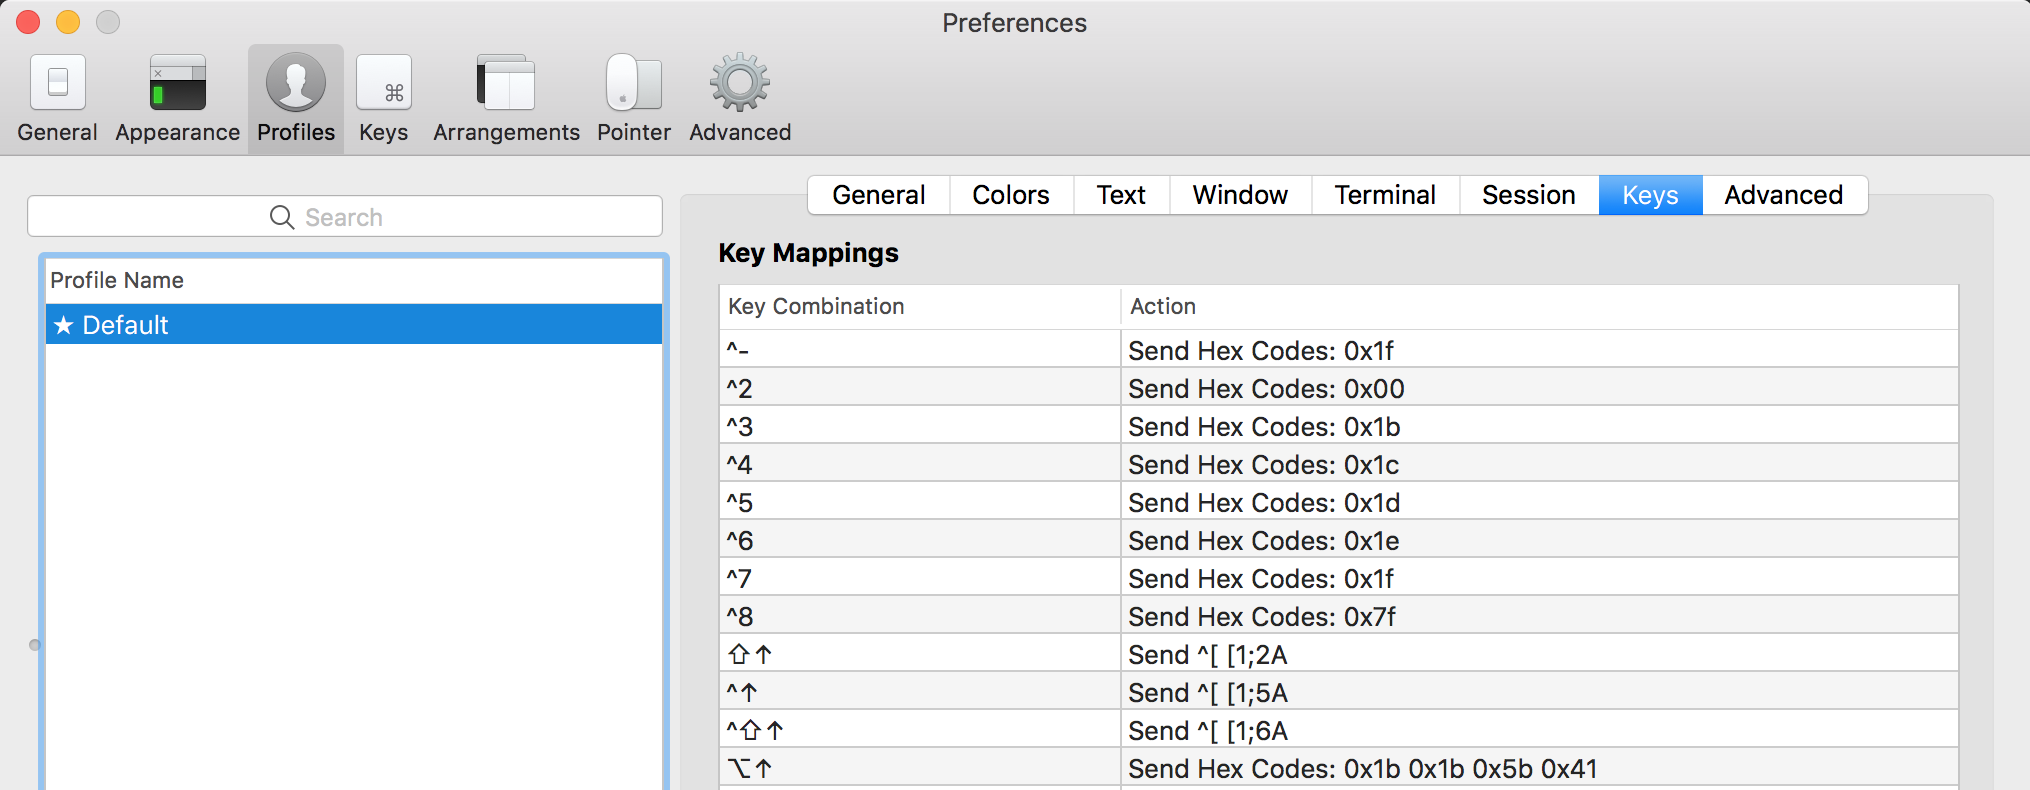 Preferences
General Appearance Profiles Keys Arrangements Pointer Advanced
General Colors Text Window Terminal Session Keys Advanced
Search
Profile Name
★ Default
Key Mappings
Key Combination Action
^- Send Hex Codes: 0x1f
^2 Send Hex Codes: 0x00
^3 Send Hex Codes: 0x1b
^4 Send Hex Codes: 0x1c
^5 Send Hex Codes: 0x1d
^6 Send Hex Codes: 0x1e
^7 Send Hex Codes: 0x1f
^8 Send Hex Codes: 0x7f
⇧↑ Send ^[ [1;2A
^↑ Send ^[ [1;5A
^⇧↑ Send ^[ [1;6A
⌥↑ Send Hex Codes: 0x1b 0x1b 0x5b 0x41